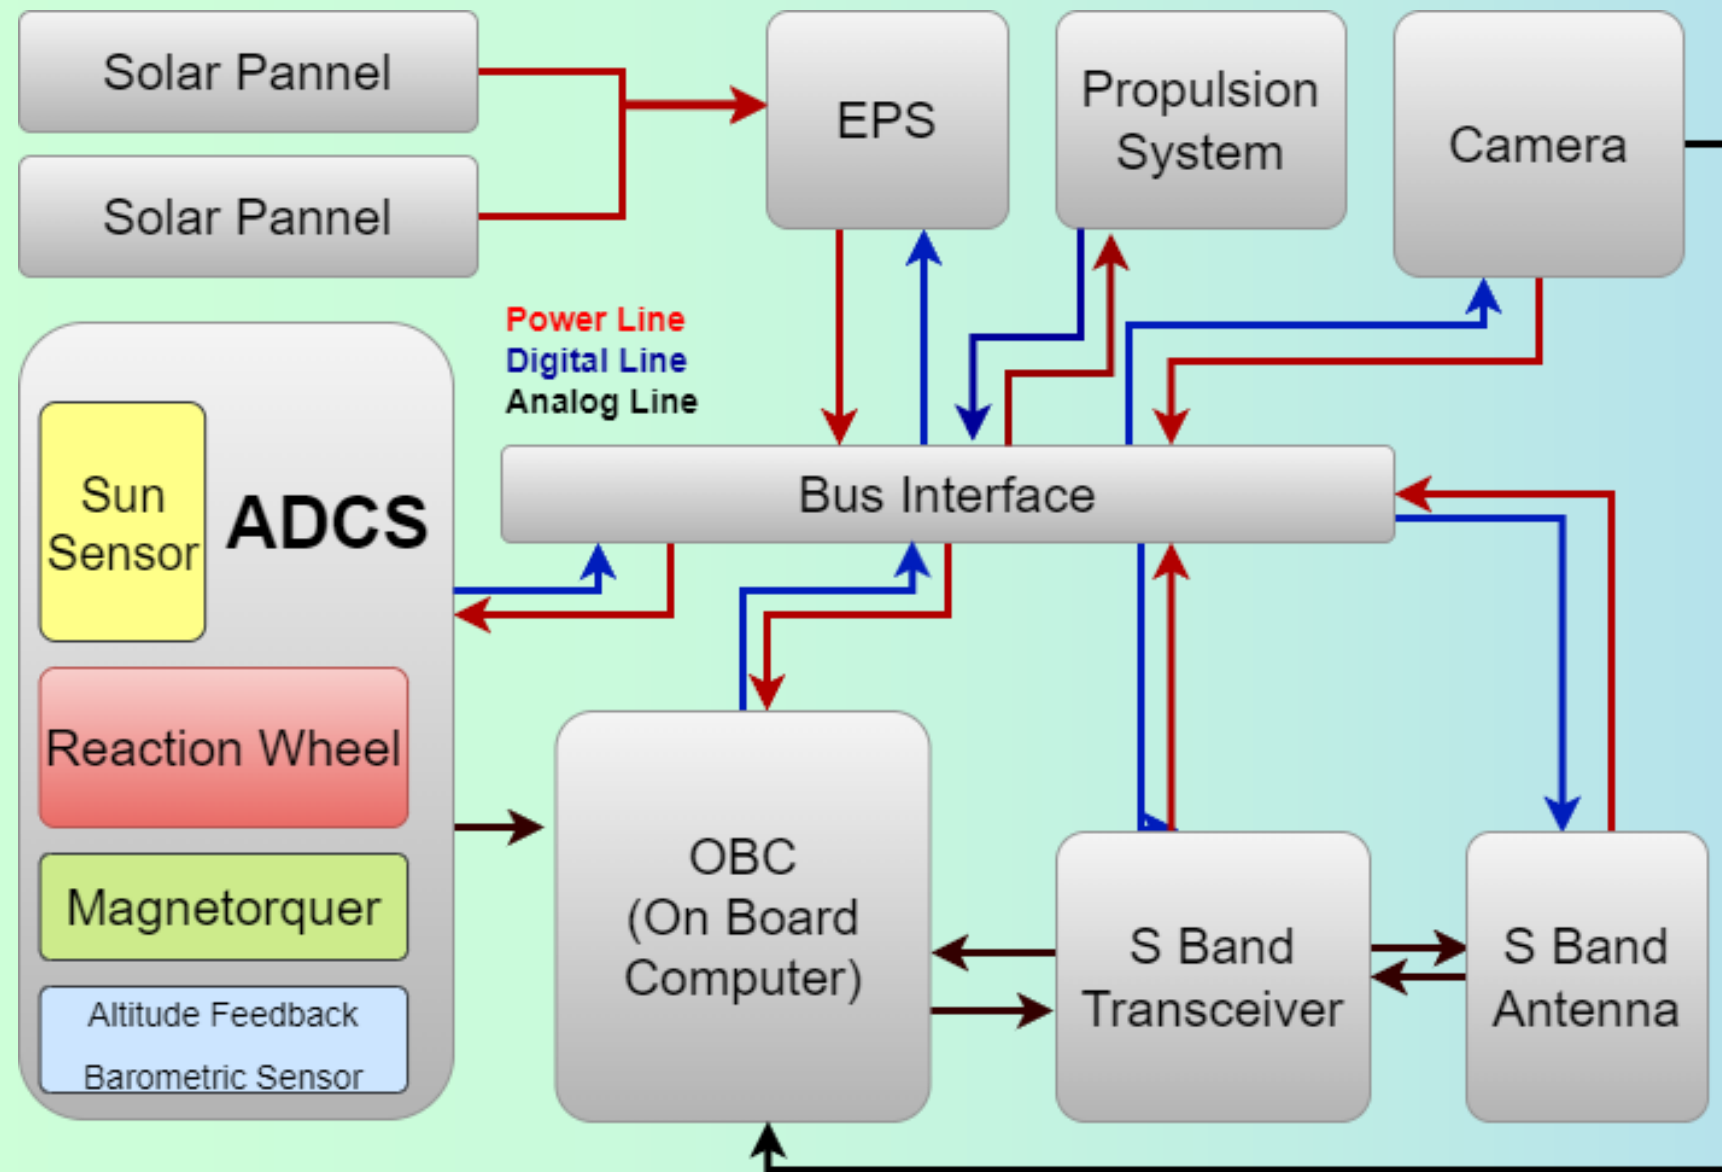 Solar Pannel
Solar Pannel
EPS
Propulsion
System
Camera
Power Line
Digital Line
Analog Line
Bus Interface
Sun
Sensor
ADCS
Reaction Wheel
Magnetorquer
Altitude Feedback
Barometric Sensor
OBC
(On Board
Computer)
S Band
Transceiver
S Band
Antenna